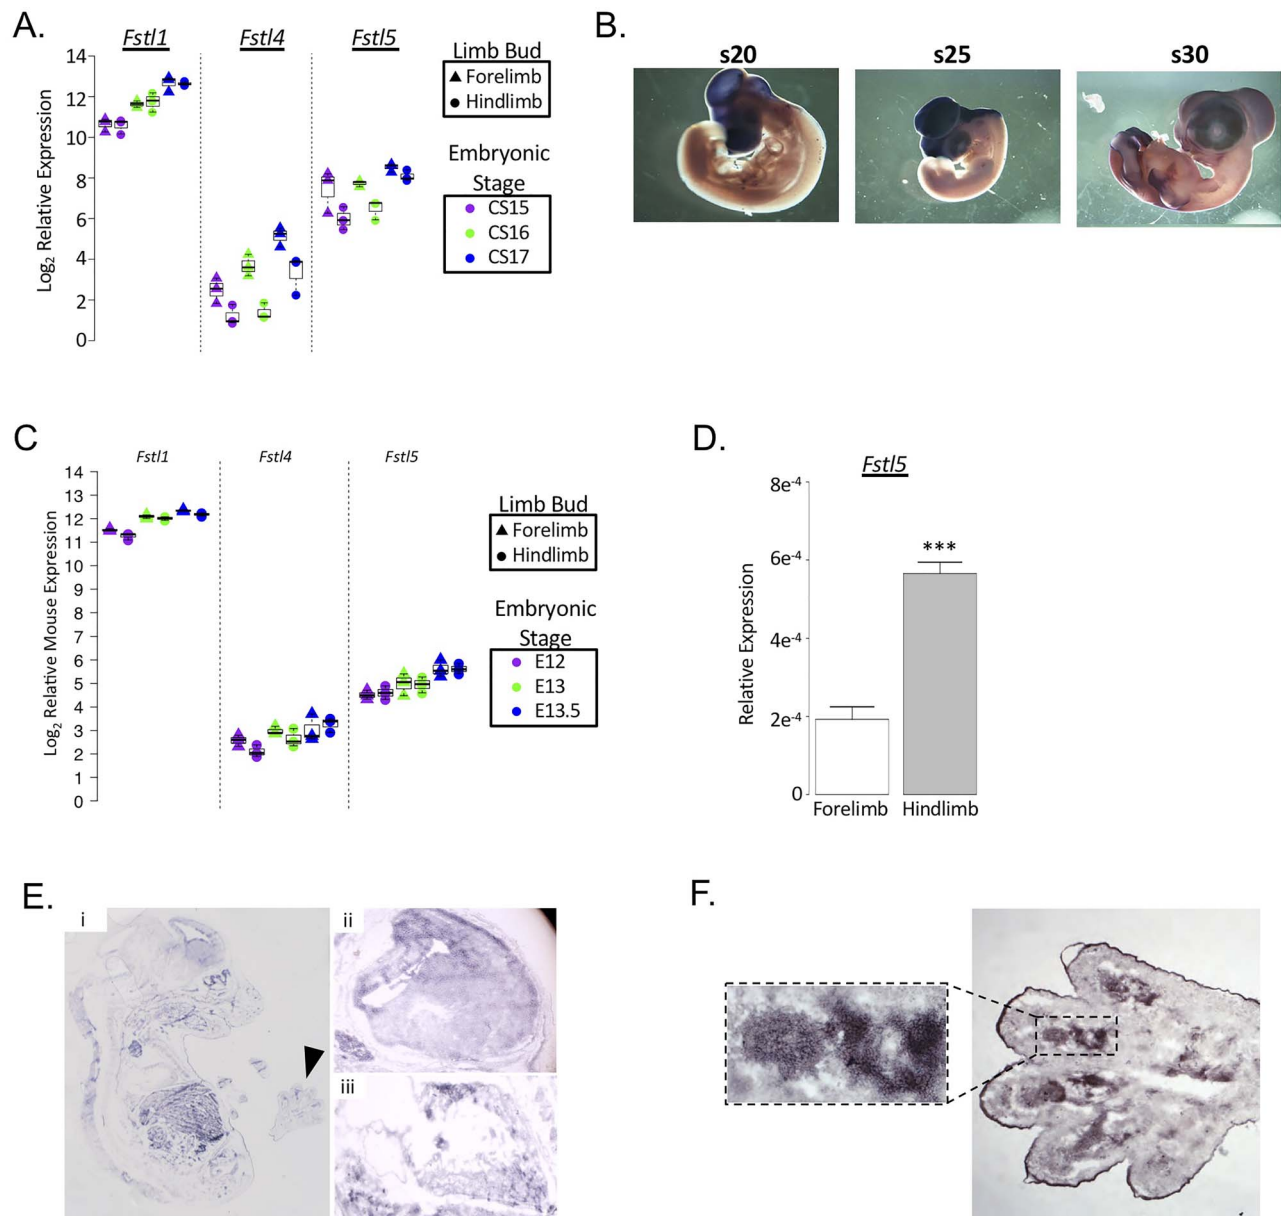 A.
Fstl1 Fstl4 Fstl5
Log2 Relative Expression
14
12
10
8
6
4
2
0
Limb Bud
Forelimb
Hindlimb
Embryonic
Stage
CS15
CS16
CS17
B.
s20 s25 s30
C
Fstl1 Fstl4 Fstl5
Log2 Relative Mouse Expression
14
13
12
11
10
9
8
7
6
5
4
3
2
1
0
Limb Bud
Forelimb
Hindlimb
Embryonic
Stage
E12
E13
E13.5
D.
Fstl5
Relative Expression
8e-4
6e-4
4e-4
2e-4
0
***
Forelimb Hindlimb
E.
i
ii
iii
F.